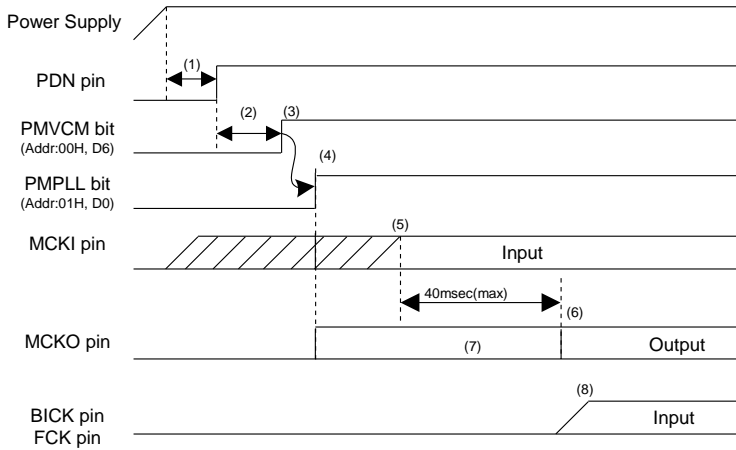 Power Supply
(1)
PDN pin
(2)
(3)
PMVCM bit
(Addr:00H, D6)
(4)
PMPLL bit
(Addr:01H, D0)
(5)
MCKI pin
Input
40msec(max)
(6)
MCKO pin
(7)
Output
(8)
BICK pin
FCK pin
Input